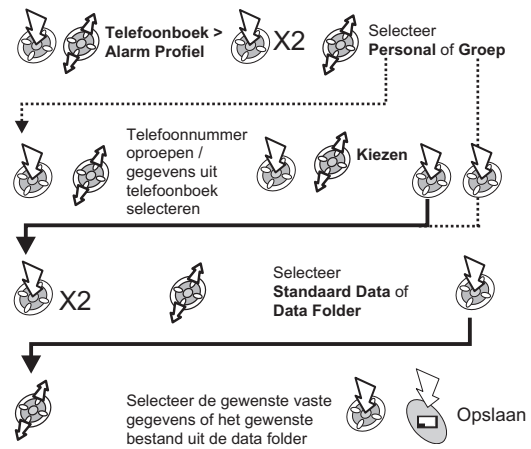 Telefoonboek >
Alarm Profiel
X2
Selecteer
Personal of Groep
Telefoonnummer
oproepen /
gegevens uit
telefoonboek
selecteren
Kiezen
X2
Selecteer
Standaard Data of
Data Folder
Selecteer de gewenste vaste
gegevens of het gewenste
bestand uit de data folder
Opslaan